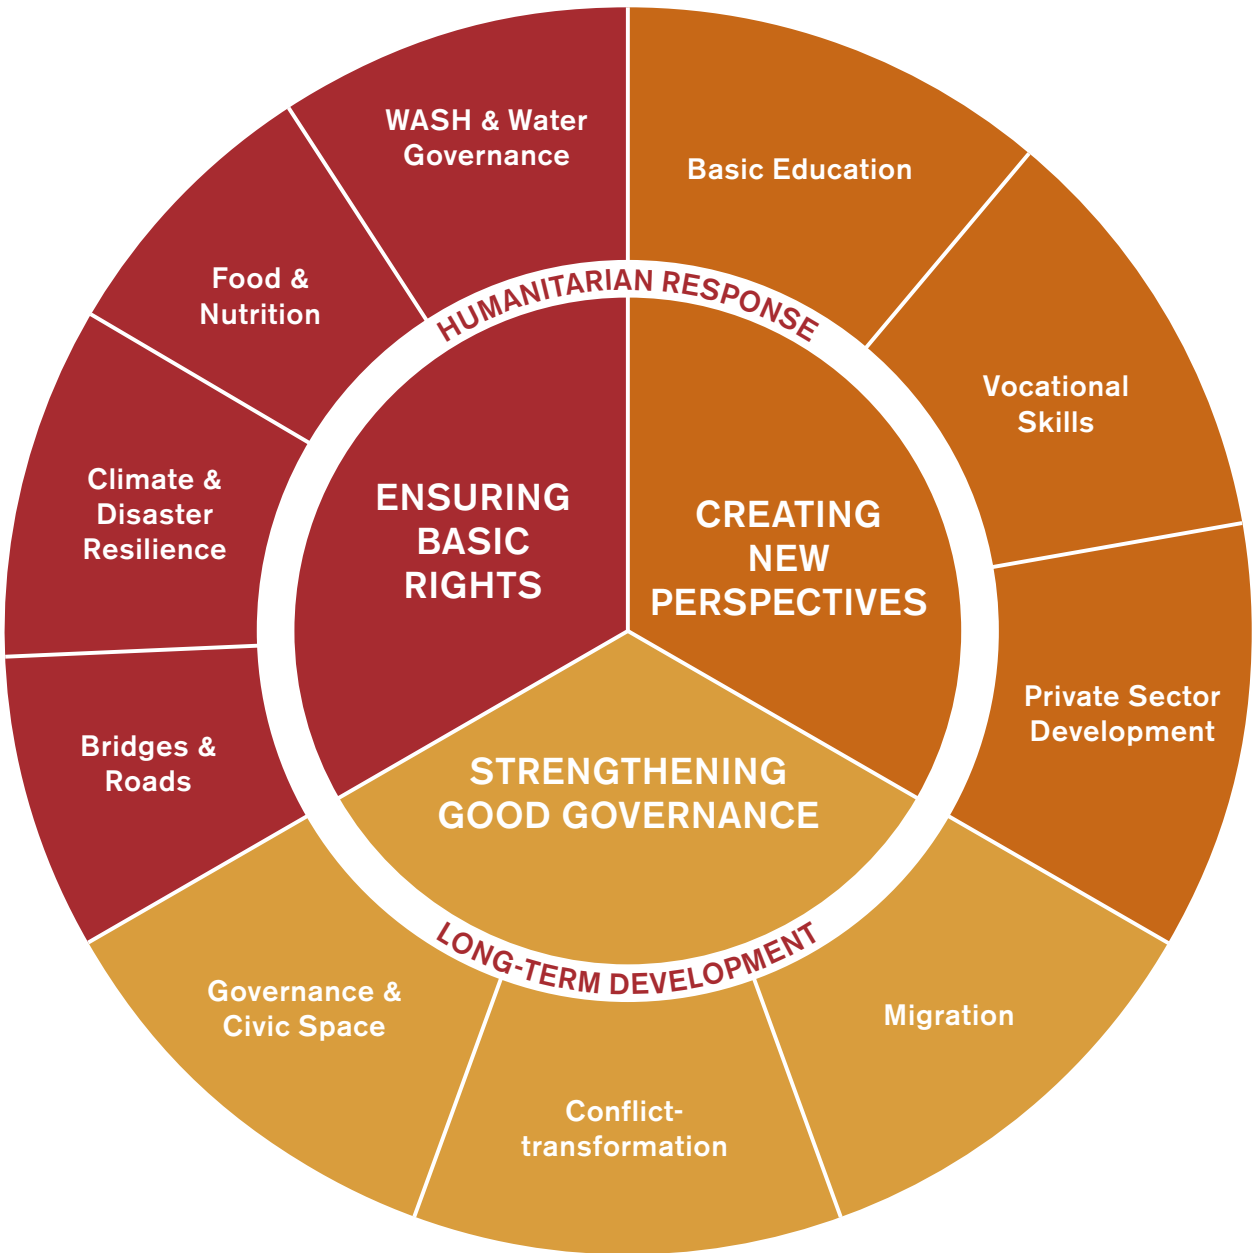 WASH & Water
Governance
Basic Education
Food &
Nutrition
HUMANITARIAN RESPONSE
Vocational
Skills
Climate &
Disaster
Resilience
ENSURING
BASIC
RIGHTS
CREATING
NEW
PERSPECTIVES
Private Sector
Development
Bridges &
Roads
STRENGTHENING
GOOD GOVERNANCE
LONG-TERM DEVELOPMENT
Governance &
Civic Space
Migration
Conflict-
transformation